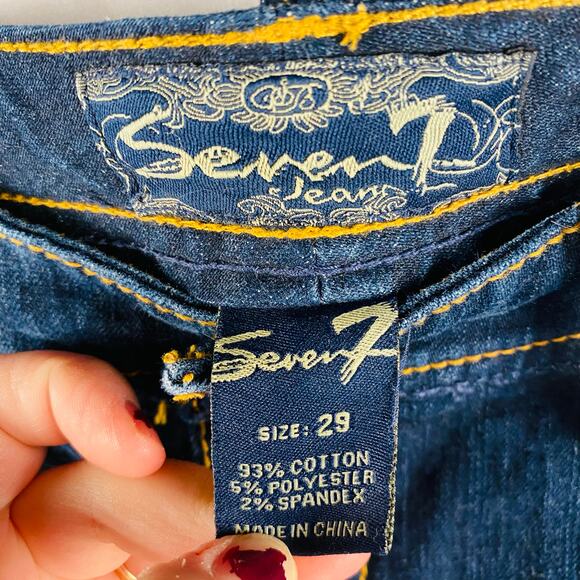 Seven7
Jeans
Seven7
SIZE: 29
93% COTTON
5% POLYESTER
2% SPANDEX
MADE IN CHINA